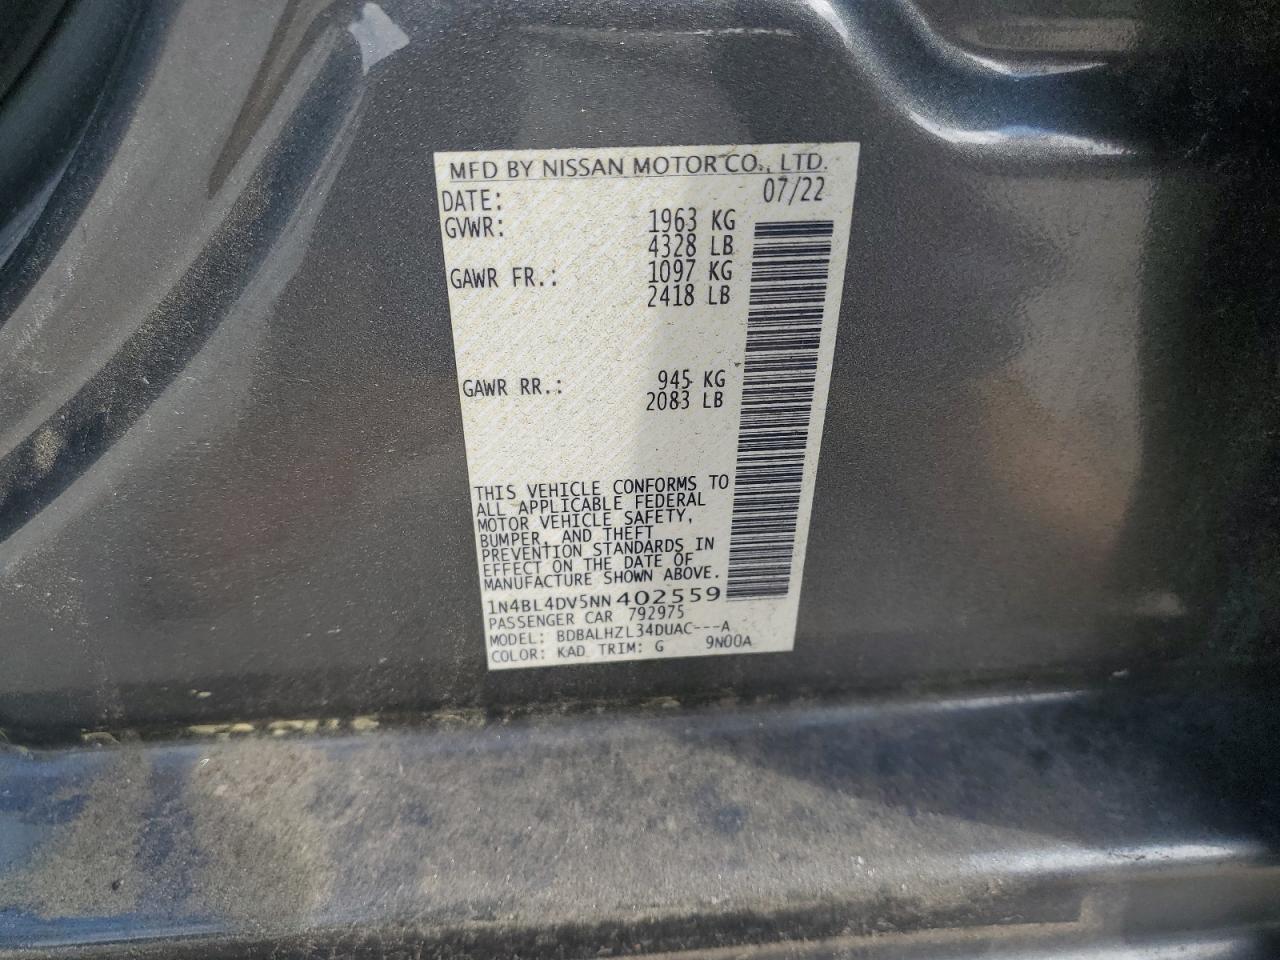 MFD BY NISSAN MOTOR CO., LTD.
DATE: 07/22
GVWR: 1963 KG
4328 LB
GAWR FR.: 1097 KG
2418 LB
GAWR RR.: 945 KG
2083 LB
THIS VEHICLE CONFORMS TO
ALL APPLICABLE FEDERAL
MOTOR VEHICLE SAFETY,
BUMPER, AND THEFT
PREVENTION STANDARDS IN
EFFECT ON THE DATE OF
MANUFACTURE SHOWN ABOVE.
1N4BL4DV5NN402559
PASSENGER CAR 792975
MODEL: BDBALHZL34DUAC---A
COLOR: KAD TRIM: G 9N00A